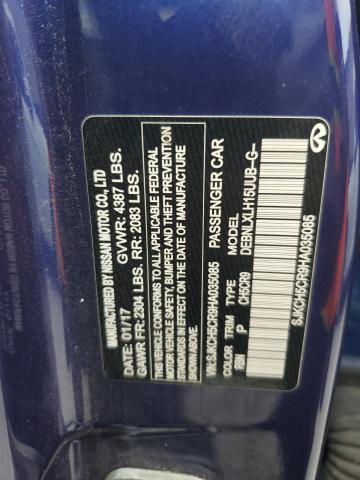 MFD BY NISSAN MOTOR CO., LTD
DATE: 01/17 GVWR: 4387 LBS.
GAWR FR: 2304 LBS. RR: 2083 LBS.
THIS VEHICLE CONFORMS TO ALL APPLICABLE FEDERAL MOTOR
VEHICLE SAFETY, BUMPER AND THEFT PREVENTION
STANDARDS IN EFFECT ON THE DATE OF MANUFACTURE SHOWN ABOVE.
VIN:SJKCH5CR9HA035085 PASSENGER CAR
COLOR TRIM TYPE DEBNLXLH15UUB-G-
RBN P CH5CR9
SJKCH5CR9HA035085